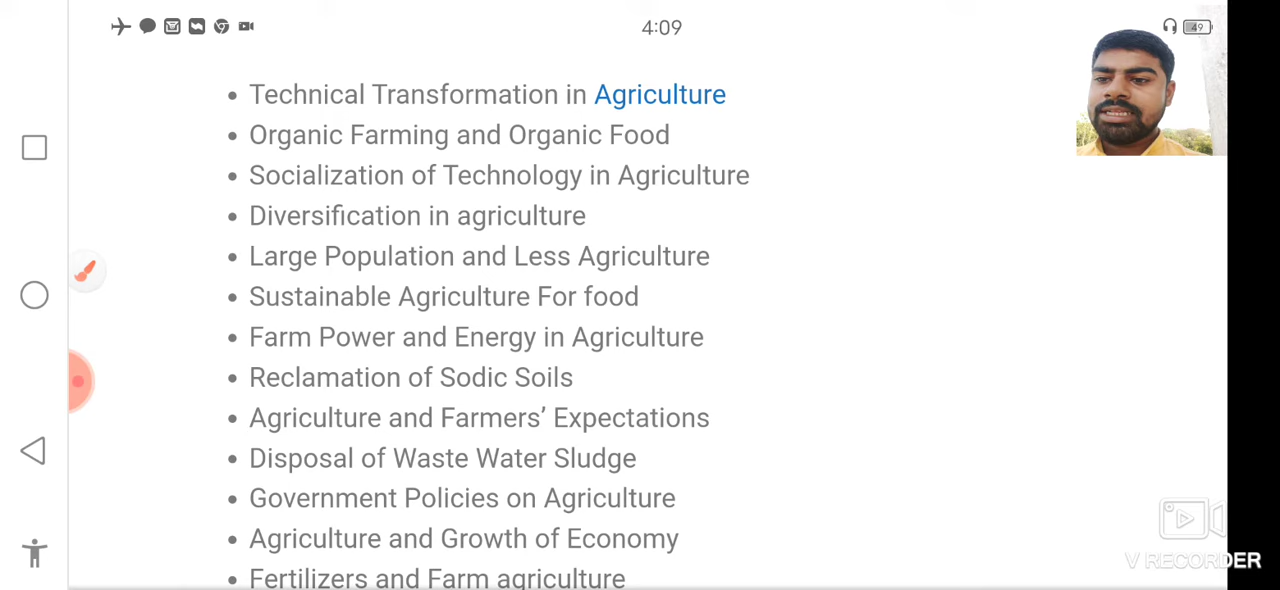 4:09
49
Technical Transformation in Agriculture
Organic Farming and Organic Food
Socialization of Technology in Agriculture
Diversification in agriculture
Large Population and Less Agriculture
Sustainable Agriculture For food
Farm Power and Energy in Agriculture
Reclamation of Sodic Soils
Agriculture and Farmers’ Expectations
Disposal of Waste Water Sludge
Government Policies on Agriculture
Agriculture and Growth of Economy
Fertilizers and Farm agriculture
V RECORDER